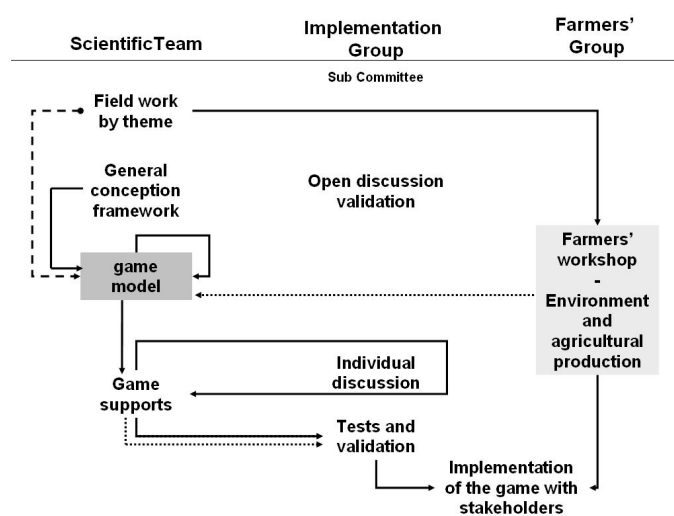 ScientificTeam
Implementation
Group
Farmers'
Group
Sub Committee
Field work
by theme
General
conception
framework
Open discussion
validation
game
model
Farmers'
workshop
-
Environment
and
agricultural
production
Individual
discussion
Game
supports
Tests and
validation
Implementation
of the game with
stakeholders